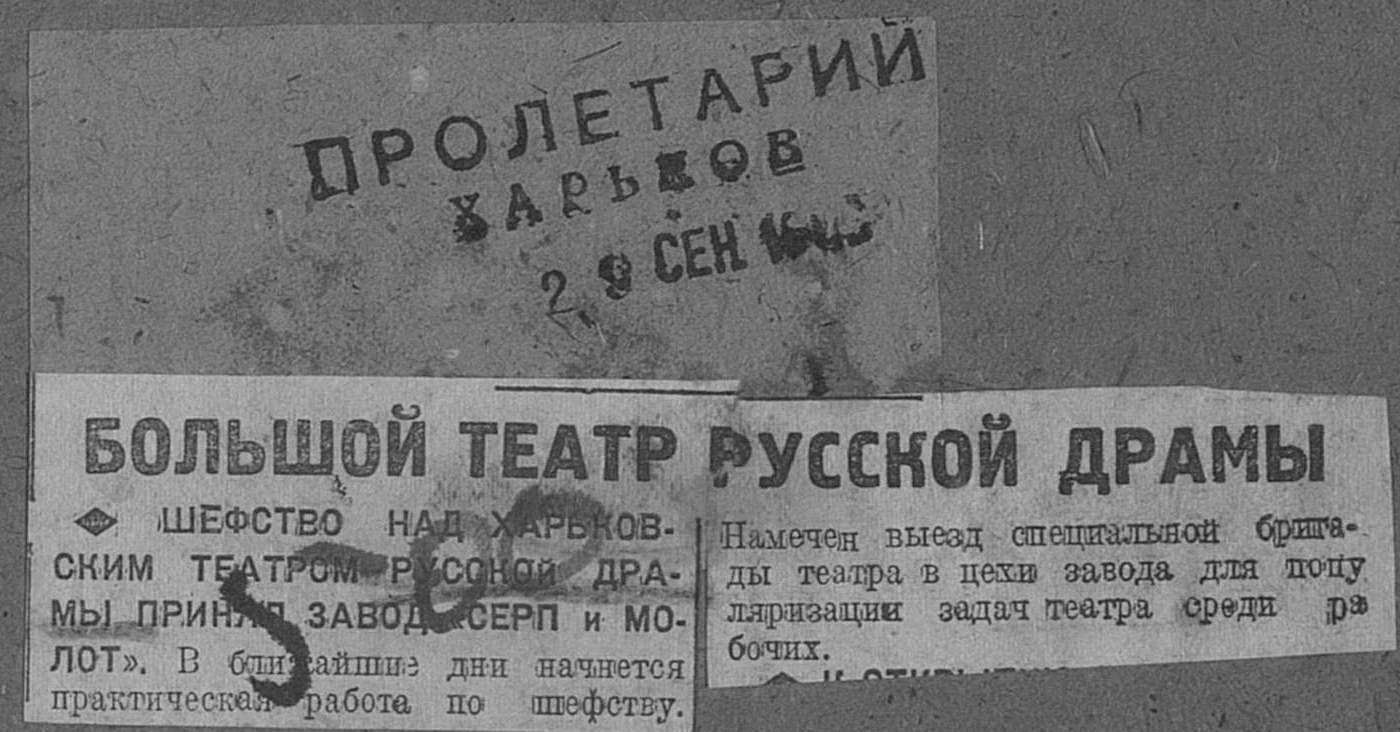 ПРОЛЕТАРИЙ
ХАРЬКОВ
29 СЕН
БОЛЬШОЙ ТЕАТР РУССКОЙ ДРАМЫ
ШЕФСТВО НАД ХАРЬКОВ-
СКИМ ТЕАТРОМ РУССКОЙ ДРА-
МЫ ПРИНЯЛ ЗАВОД «СЕРП и МО-
ЛОТ». В ближайшие дни начнется
практическая работа по шефству.
Намечен выезд специальной брига-
ды театра в цехи завода для попу
ляризации задач театра среди ра
бочих.